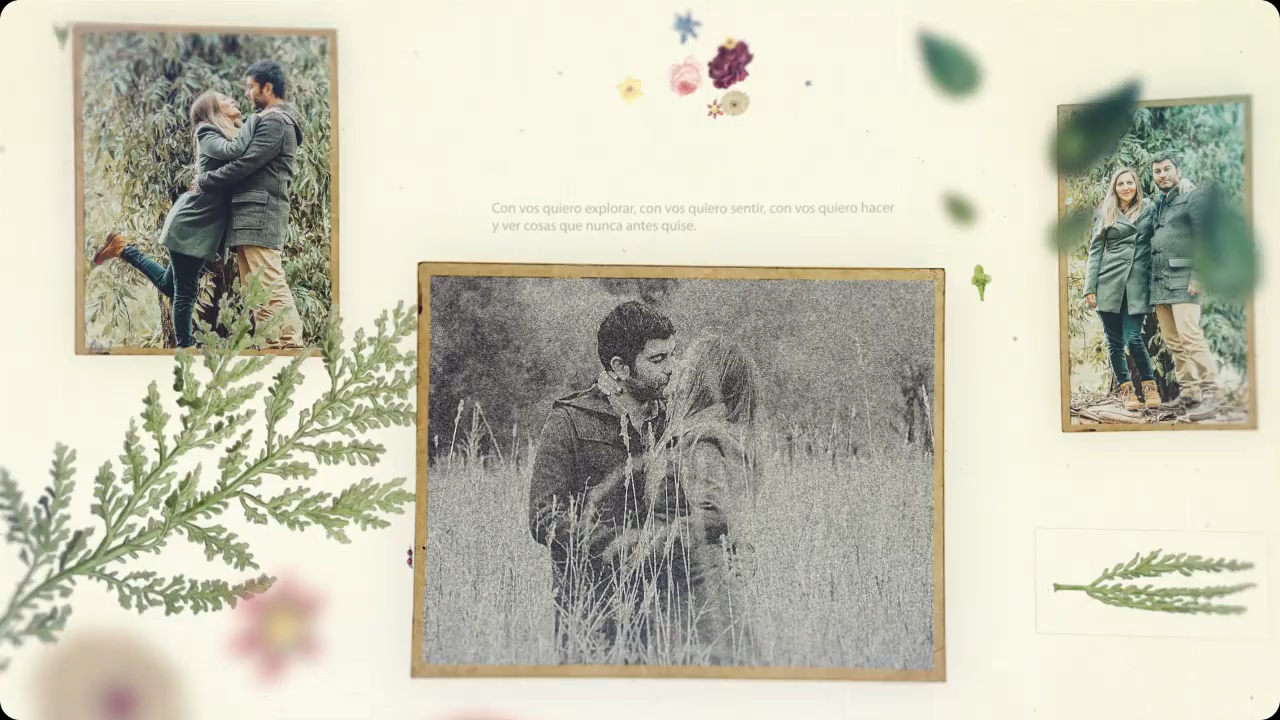 Con vos quiero explorar, con vos quiero sentir, con vos quiero hacer
y ver cosas que nunca antes quise.